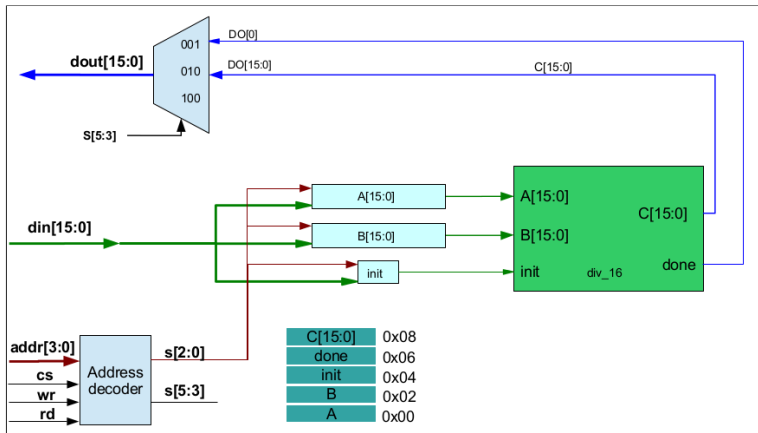 DO[0]
001
dout[15:0]
010
DO[15:0]
C[15:0]
100
S[5:3]
A[15:0]
A[15:0]
C[15:0]
din[15:0]
B[15:0]
B[15:0]
init
init
div_16
done
addr[3:0]
cs
wr
rd
Address
decoder
s[2:0]
s[5:3]
C[15:0] 0x08
done 0x06
init 0x04
B 0x02
A 0x00